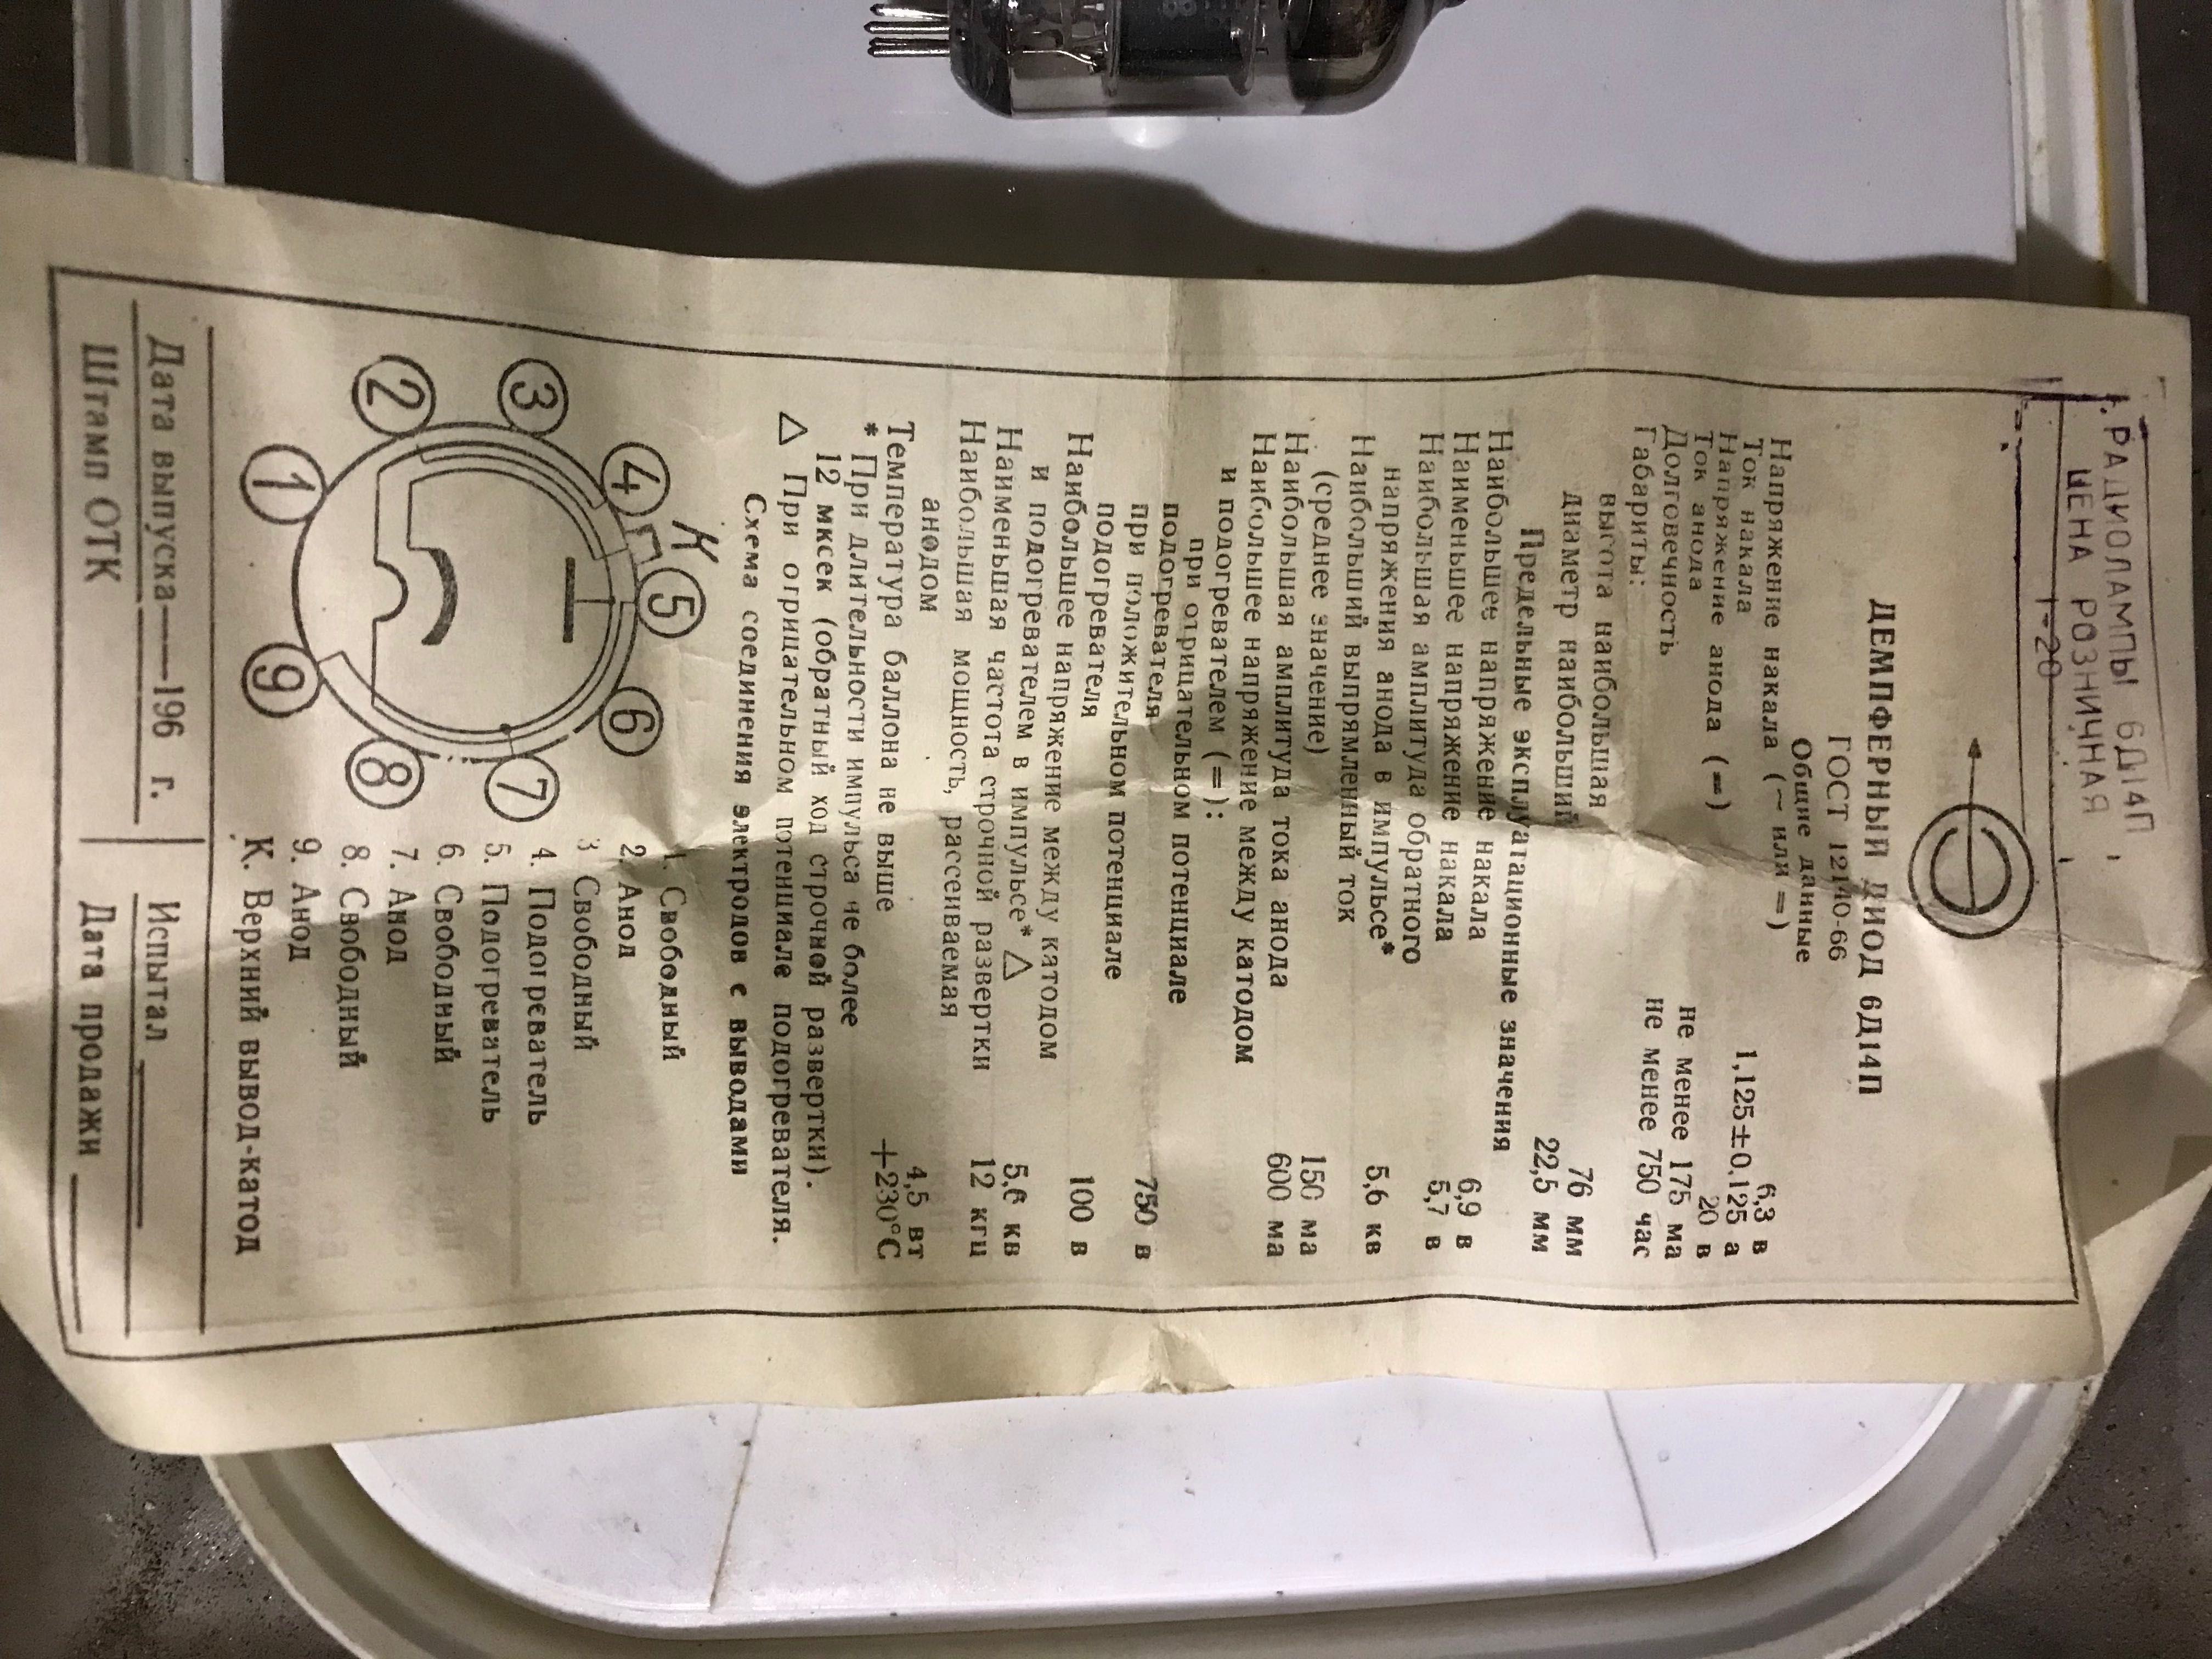 РАДИОЛАМПЫ 6Д14П
ЦЕНА РОЗНИЧНАЯ
1-20
ДЕМПФЕРНЫЙ ДИОД 6Д14П
ГОСТ 12140-66
Общие данные
Напряжение накала (~ или =) 6,3 в
Ток накала 1,125±0,125 а
Напряжение анода (=) 20 в
Ток анода не менее 175 ма
Долговечность не менее 750 час
Габариты:
высота наибольшая 76 мм
диаметр наибольший 22,5 мм
Предельные эксплуатационные значения
Наибольшее напряжение накала 6,9 в
Наименьшее напряжение накала 5,7 в
Наибольшая амплитуда обратного
напряжения анода в импульсе* 5,6 кв
Наибольший выпрямленный ток
(среднее значение) 150 ма
Наибольшая амплитуда тока анода 600 ма
Наибольшее напряжение между катодом
и подогревателем (=):
при отрицательном потенциале
подогревателя 750 в
при положительном потенциале
подогревателя 100 в
Наибольшее напряжение между катодом
и подогревателем в импульсе* △ 5,6 кв
Наименьшая частота строчной развертки 12 кгц
Наибольшая мощность, рассеиваемая
анодом 4,5 вт
Температура баллона не выше +230°С
* При длительности импульса не более
12 мксек (обратный ход строчной развертки).
△ При отрицательном потенциале подогревателя.
Схема соединения электродов с выводами
К
1
2
3
4
5
6
7
8
9
1. Свободный
2. Анод
3 Свободный
4. Подогреватель
5. Подогреватель
6. Свободный
7. Анод
8. Свободный
9. Анод
К. Верхний вывод-катод
Дата выпуска 196 г.
Испытал
Штамп ОТК
Дата продажи